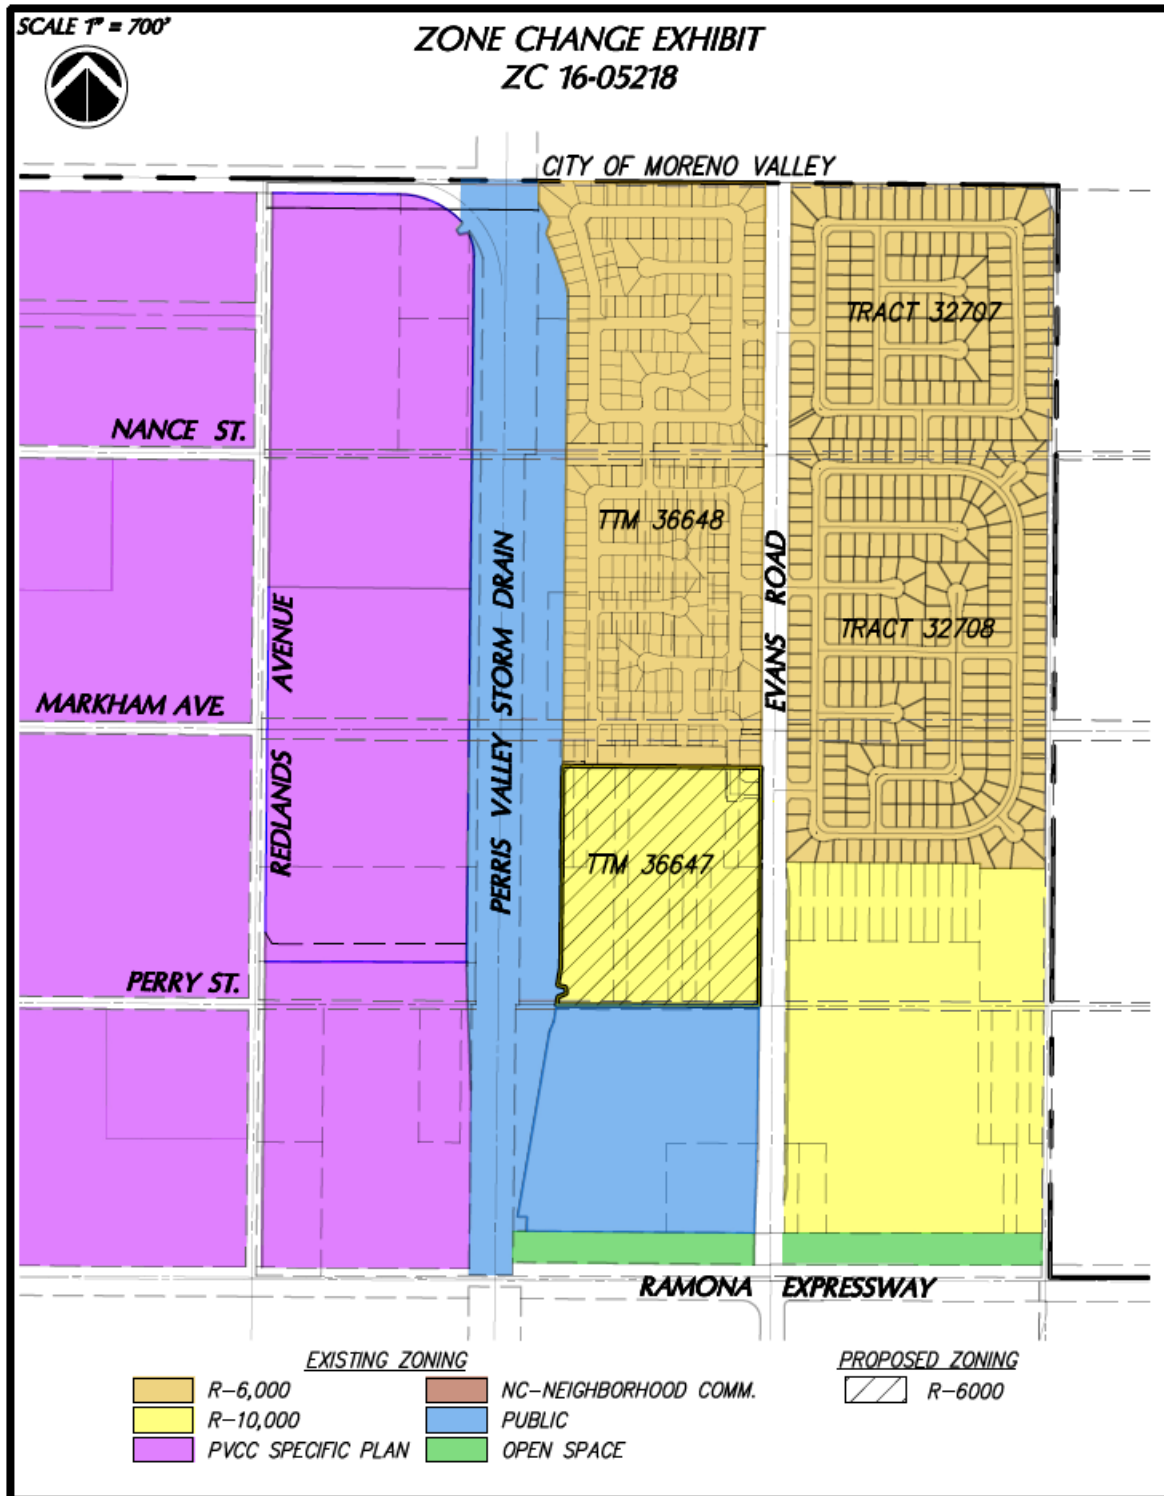 SCALE 1" = 700'
ZONE CHANGE EXHIBIT
ZC 16-05218
CITY OF MORENO VALLEY
TRACT 32707
NANCE ST.
TTM 36648
PERRIS VALLEY STORM DRAIN
EVANS ROAD
REDLANDS AVENUE
TRACT 32708
MARKHAM AVE.
TTM 36647
PERRY ST.
RAMONA EXPRESSWAY
EXISTING ZONING
PROPOSED ZONING
R-6,000
NC-NEIGHBORHOOD COMM.
R-6000
R-10,000
PUBLIC
PVCC SPECIFIC PLAN
OPEN SPACE